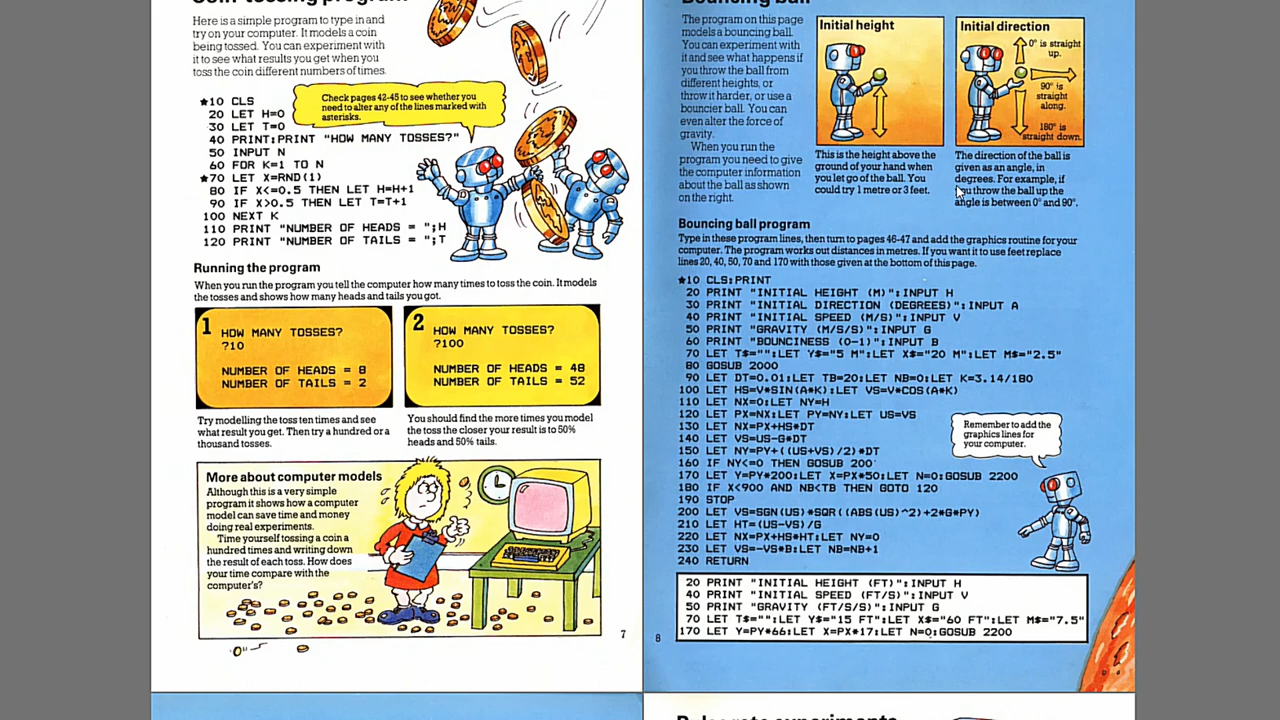 Coin-tossing program
Here is a simple program to type in and
try on your computer. It models a coin
being tossed. You can experiment with
it to see what results you get when you
toss the coin different numbers of times.
Check pages 42-45 to see whether you
need to alter any of the lines marked with
asterisks.
★10 CLS
20 LET H=0
30 LET T=0
40 PRINT:PRINT "HOW MANY TOSSES?"
50 INPUT N
60 FOR K=1 TO N
★70 LET X=RND(1)
80 IF X<=0.5 THEN LET H=H+1
90 IF X>0.5 THEN LET T=T+1
100 NEXT K
110 PRINT "NUMBER OF HEADS = ";H
120 PRINT "NUMBER OF TAILS = ";T
Running the program
When you run the program you tell the computer how many times to toss the coin. It models
the tosses and shows how many heads and tails you got.
1
HOW MANY TOSSES?
?10
NUMBER OF HEADS = 8
NUMBER OF TAILS = 2
2
HOW MANY TOSSES?
?100
NUMBER OF HEADS = 48
NUMBER OF TAILS = 52
Try modelling the toss ten times and see
what result you get. Then try a hundred or a
thousand tosses.
You should find the more times you model
the toss the closer your result is to 50%
heads and 50% tails.
More about computer models
Although this is a very simple
program it shows how a computer
model can save time and money
doing real experiments.
Time yourself tossing a coin a
hundred times and writing down
the result of each toss. How does
your time compare with the
computer's?
7
Bouncing ball
The program on this page
models a bouncing ball.
You can experiment with
it and see what happens if
you throw the ball from
different heights, or
throw it harder, or use a
bouncier ball. You can
even alter the force of
gravity.
When you run the
program you need to give
the computer information
about the ball as shown
on the right.
Initial height
This is the height above the
ground of your hand when
you let go of the ball. You
could try 1 metre or 3 feet.
Initial direction
0° is straight
up.
90° is
straight
along.
180° is
straight down.
The direction of the ball is
given as an angle, in
degrees. For example, if
you throw the ball up the
angle is between 0° and 90°.
Bouncing ball program
Type in these program lines, then turn to pages 46-47 and add the graphics routine for your
computer. The program works out distances in metres. If you want it to use feet replace
lines 20, 40, 50, 70 and 170 with those given at the bottom of this page.
★10 CLS:PRINT
20 PRINT "INITIAL HEIGHT (M)":INPUT H
30 PRINT "INITIAL DIRECTION (DEGREES)":INPUT A
40 PRINT "INITIAL SPEED (M/S)":INPUT V
50 PRINT "GRAVITY (M/S/S)":INPUT G
60 PRINT "BOUNCINESS (0-1)":INPUT B
70 LET T$="":LET Y$="5 M":LET X$="20 M":LET M$="2.5"
80 GOSUB 2000
90 LET DT=0.01:LET TB=20:LET NB=0:LET K=3.14/180
100 LET HS=V*SIN(A*K):LET VS=V*COS(A*K)
110 LET NX=0:LET NY=H
120 LET PX=NX:LET PY=NY:LET US=VS
130 LET NX=PX+HS*DT
140 LET VS=US-G*DT
150 LET NY=PY+((US+VS)/2)*DT
160 IF NY<=0 THEN GOSUB 200
170 LET Y=PY*200:LET X=PX*50:LET N=0:GOSUB 2200
180 IF X<900 AND NB<TB THEN GOTO 120
190 STOP
200 LET VS=SGN(US)*SQR((ABS(US)^2)+2*G*PY)
210 LET HT=(US-VS)/G
220 LET NX=PX+HS*HT:LET NY=0
230 LET VS=-VS*B:LET NB=NB+1
240 RETURN
Remember to add the
graphics lines for
your computer.
20 PRINT "INITIAL HEIGHT (FT)":INPUT H
40 PRINT "INITIAL SPEED (FT/S)":INPUT V
50 PRINT "GRAVITY (FT/S/S)":INPUT G
70 LET T$="":LET Y$="15 FT":LET X$="60 FT":LET M$="7.5"
170 LET Y=PY*66:LET X=PX*17:LET N=0:GOSUB 2200
8